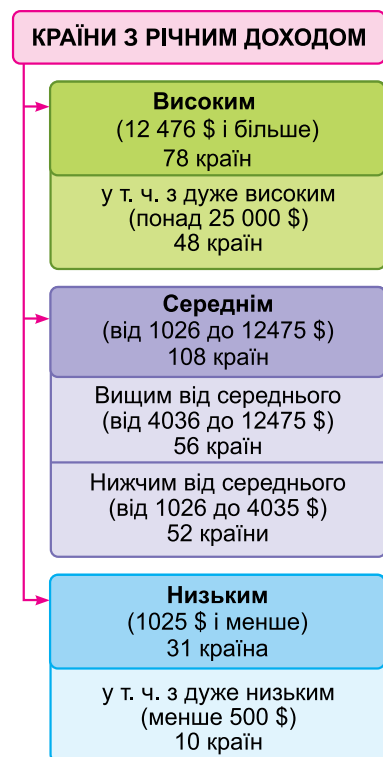 КРАЇНИ З РІЧНИМ ДОХОДОМ
Високим
(12 476 $ і більше)
78 країн
у т. ч. з дуже високим
(понад 25 000 $)
48 країн
Середнім
(від 1026 до 12475 $)
108 країн
Вищим від середнього
(від 4036 до 12475 $)
56 країн
Нижчим від середнього
(від 1026 до 4035 $)
52 країни
Низьким
(1025 $ і менше)
31 країна
у т. ч. з дуже низьким
(менше 500 $)
10 країн